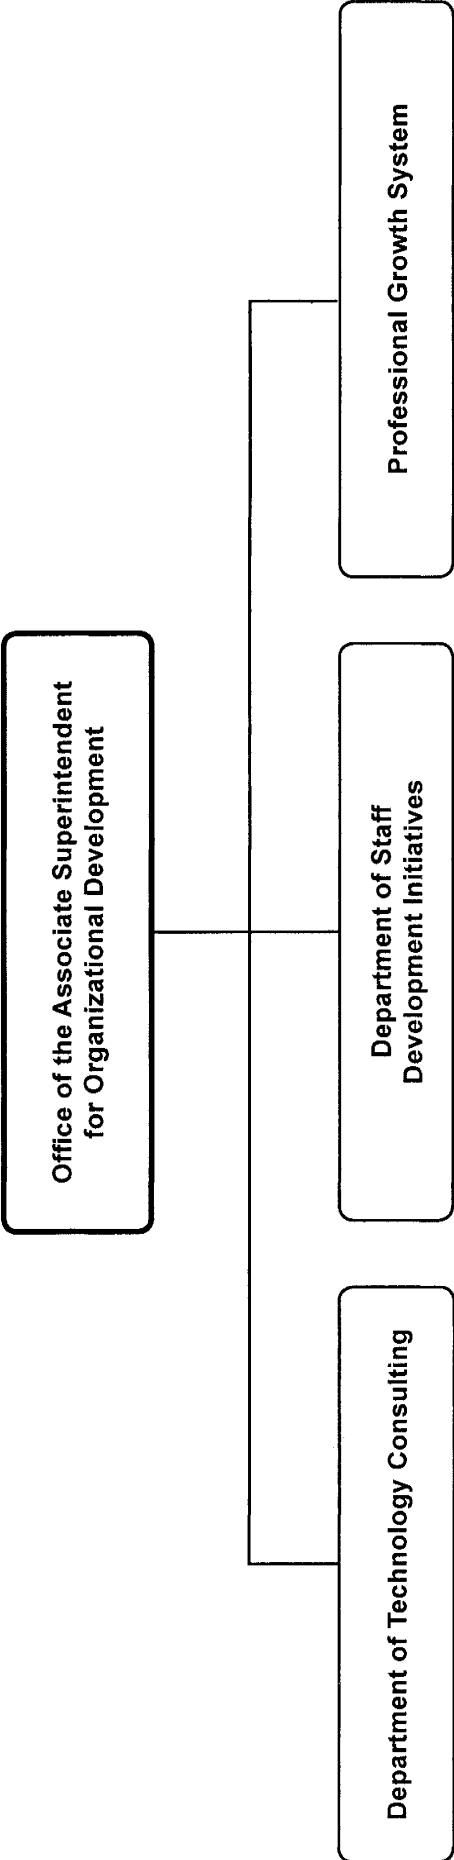 Office of the Associate Superintendent
for Organizational Development
Department of Technology Consulting
Department of Staff
Development Initiatives
Professional Growth System